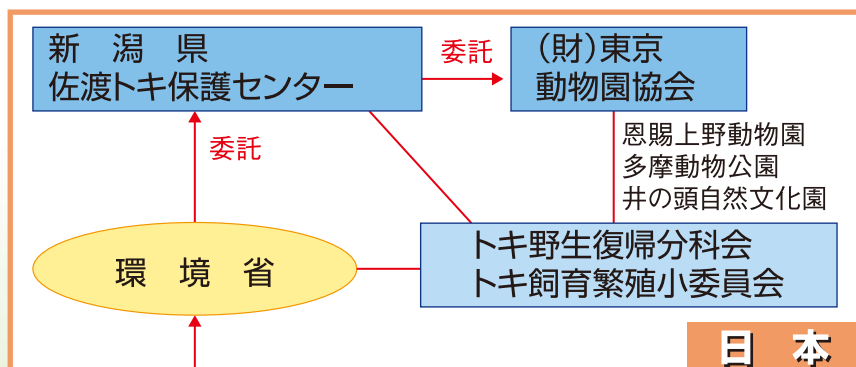 新　潟　県
佐渡トキ保護センター
委託
(財)東京
動物園協会
委託
恩賜上野動物園
多摩動物公園
井の頭自然文化園
環　境　省
トキ野生復帰分科会
トキ飼育繁殖小委員会
日　本